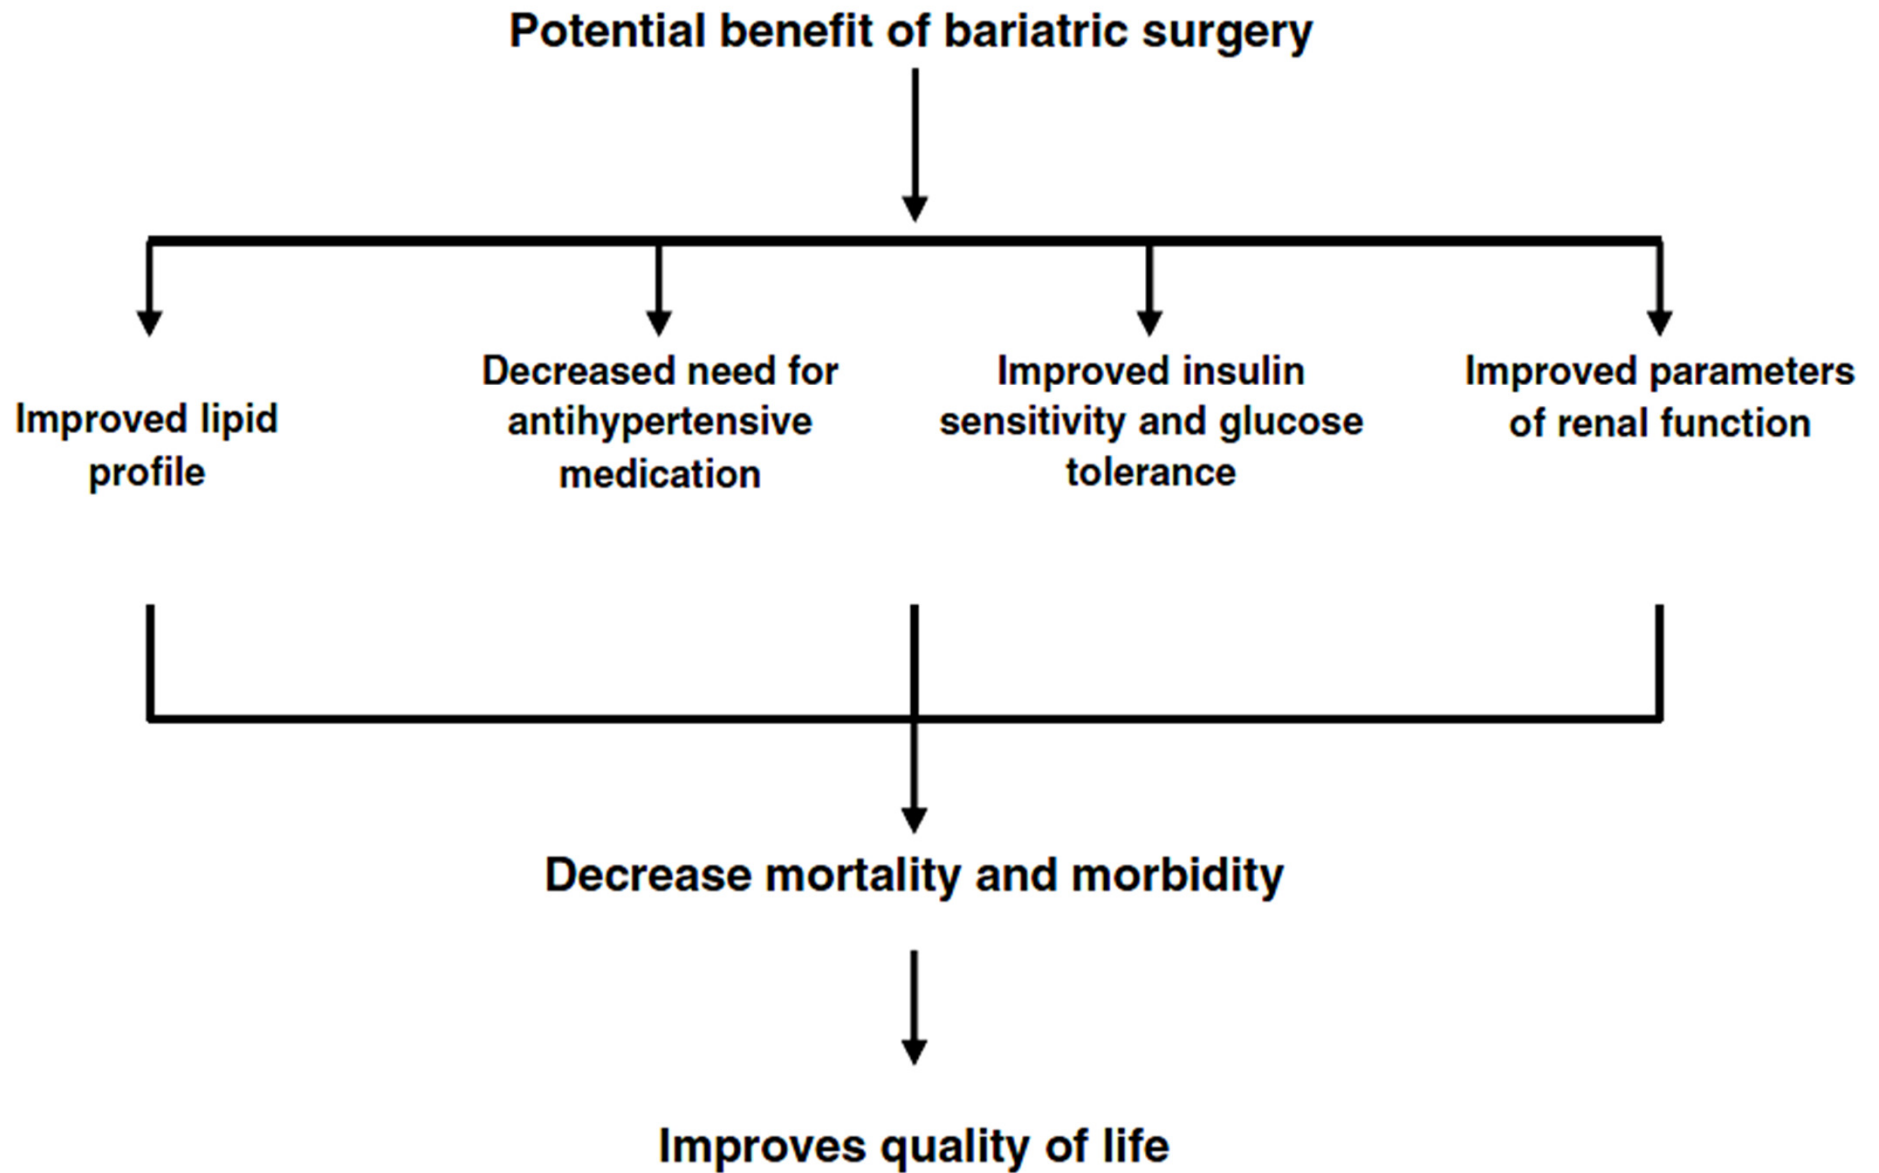 Potential benefit of bariatric surgery
Improved lipid
profile
Decreased need for
antihypertensive
medication
Improved insulin
sensitivity and glucose
tolerance
Improved parameters
of renal function
Decrease mortality and morbidity
Improves quality of life